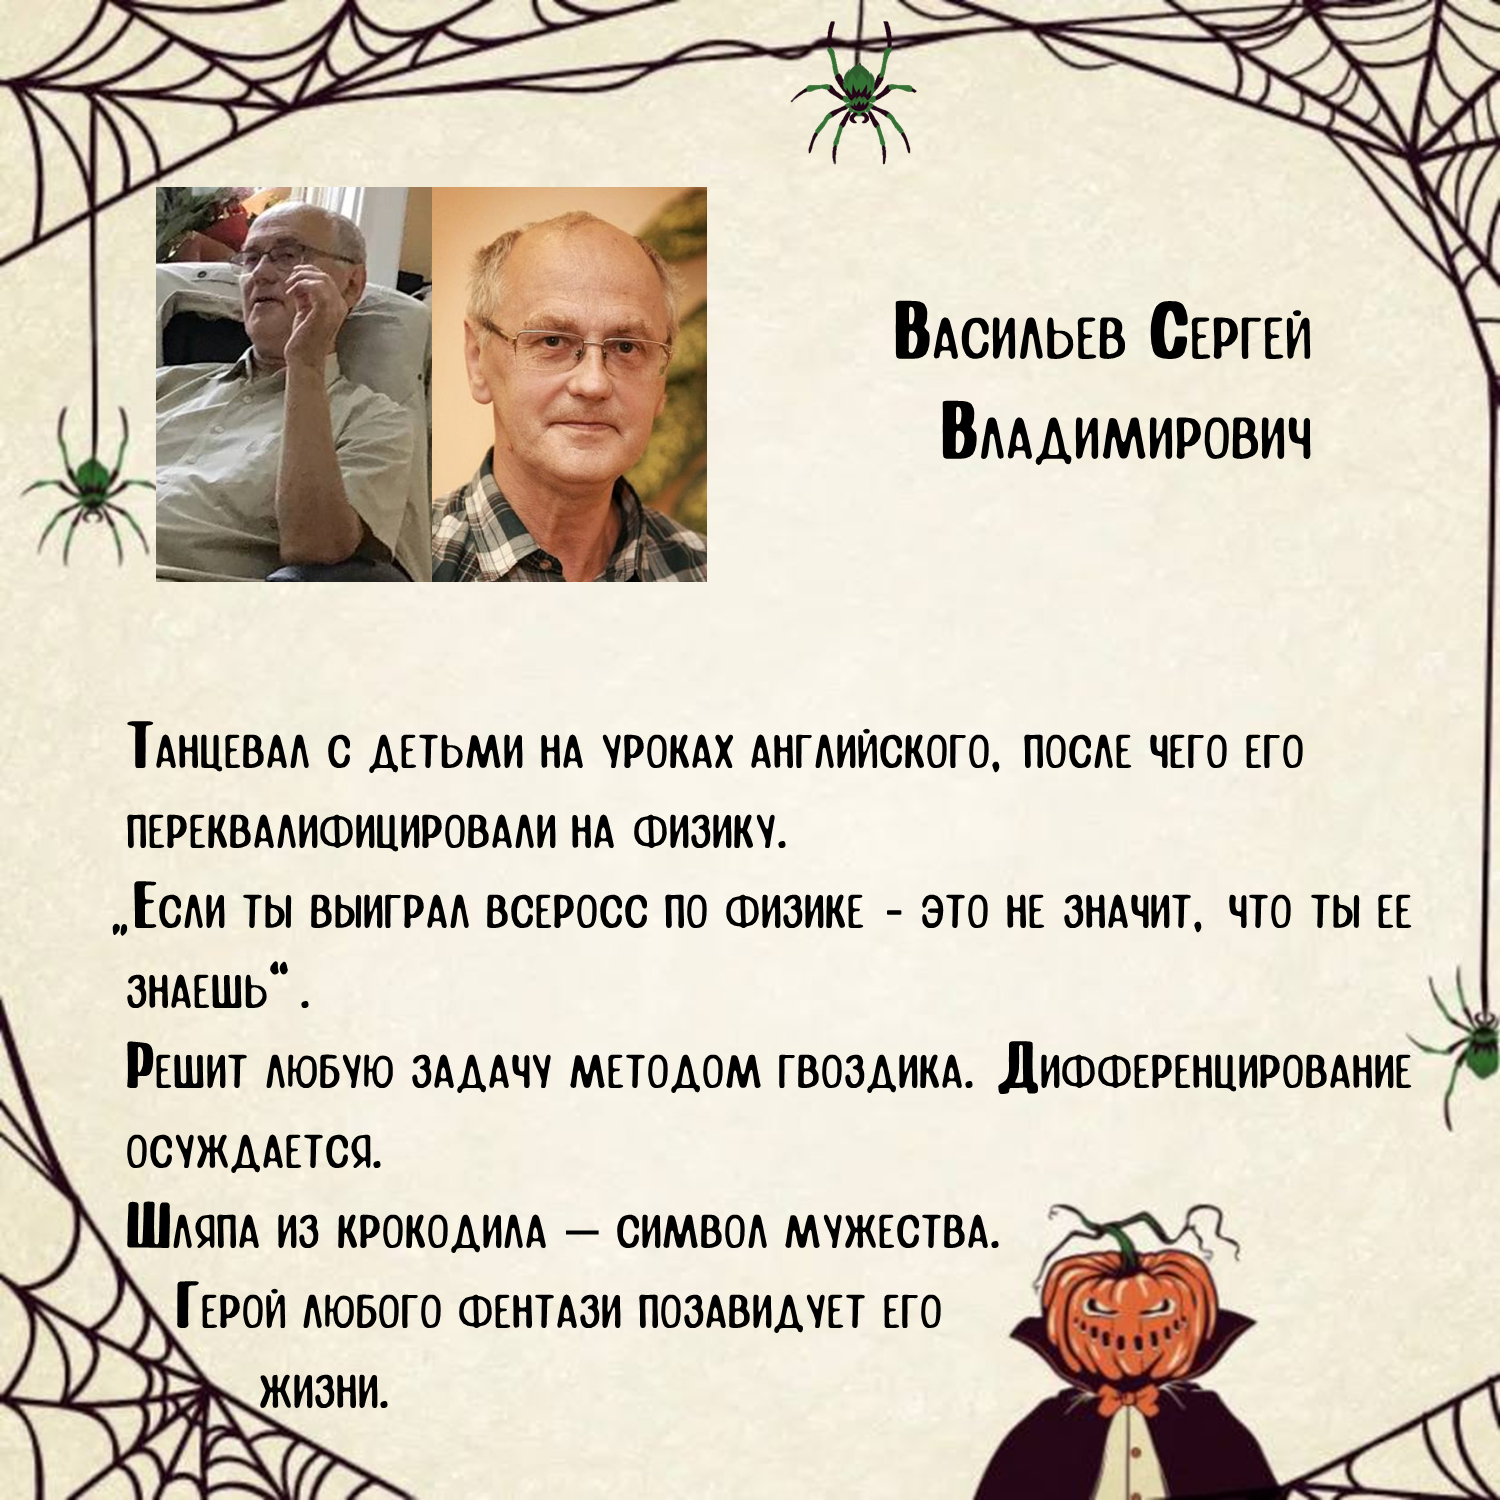 Васильев Сергей
Владимирович
Танцевал с детьми на уроках английского, после чего его
переквалифицировали на физику.
„Если ты выиграл всеросс по физике - это не значит, что ты ее
знаешь“ .
Решит любую задачу методом гвоздика. Дифференцирование
осуждается.
Шляпа из крокодила — символ мужества.
Герой любого фентази позавидует его
жизни.